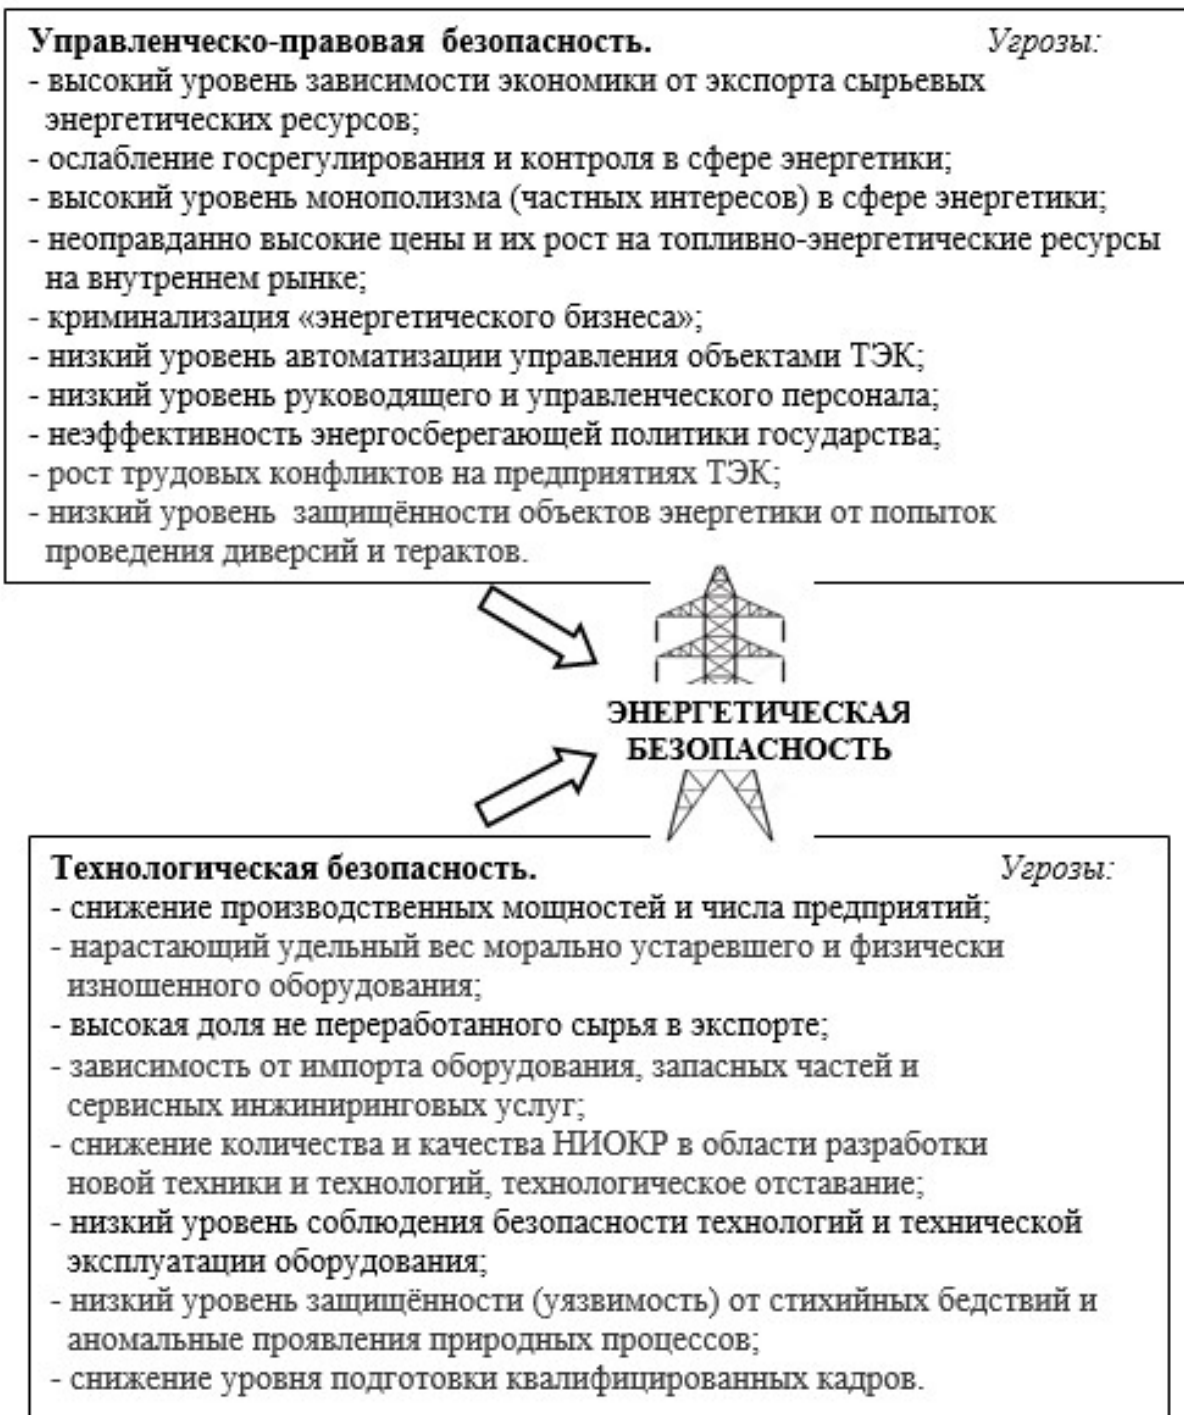 Управленческо-правовая безопасность. Угрозы:
- высокий уровень зависимости экономики от экспорта сырьевых
энергетических ресурсов;
- ослабление госрегулирования и контроля в сфере энергетики;
- высокий уровень монополизма (частных интересов) в сфере энергетики;
- неоправданно высокие цены и их рост на топливно-энергетические ресурсы
на внутреннем рынке;
- криминализация «энергетического бизнеса»;
- низкий уровень автоматизации управления объектами ТЭК;
- низкий уровень руководящего и управленческого персонала;
- неэффективность энергосберегающей политики государства;
- рост трудовых конфликтов на предприятиях ТЭК;
- низкий уровень защищённости объектов энергетики от попыток
проведения диверсий и терактов.
ЭНЕРГЕТИЧЕСКАЯ
БЕЗОПАСНОСТЬ
Технологическая безопасность. Угрозы:
- снижение производственных мощностей и числа предприятий;
- нарастающий удельный вес морально устаревшего и физически
изношенного оборудования;
- высокая доля не переработанного сырья в экспорте;
- зависимость от импорта оборудования, запасных частей и
сервисных инжиниринговых услуг;
- снижение количества и качества НИОКР в области разработки
новой техники и технологий, технологическое отставание;
- низкий уровень соблюдения безопасности технологий и технической
эксплуатации оборудования;
- низкий уровень защищённости (уязвимость) от стихийных бедствий и
аномальные проявления природных процессов;
- снижение уровня подготовки квалифицированных кадров.